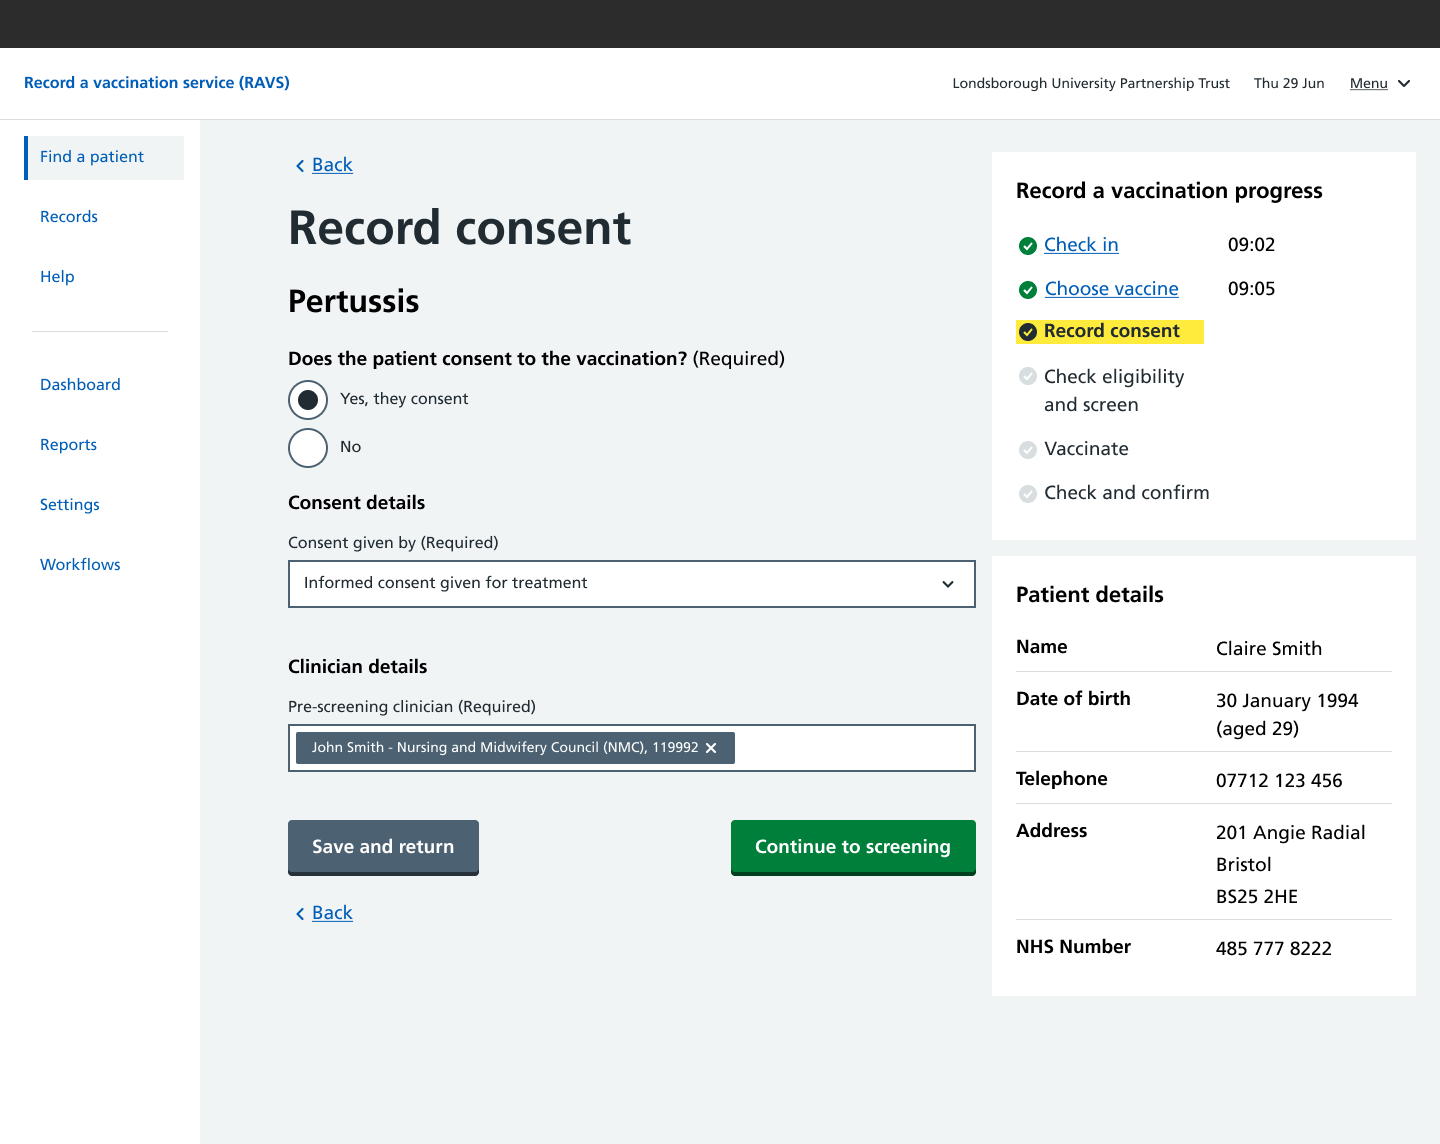 Record a vaccination service (RAVS)
Londsborough University Partnership Trust
Thu 29 Jun
Menu
Find a patient
Records
Help
Dashboard
Reports
Settings
Workflows
Back
Record consent
Pertussis
Does the patient consent to the vaccination? (Required)
Yes, they consent
No
Consent details
Consent given by (Required)
Informed consent given for treatment
Clinician details
Pre-screening clinician (Required)
John Smith - Nursing and Midwifery Council (NMC), 119992
Save and return
Continue to screening
Back
Record a vaccination progress
Check in 09:02
Choose vaccine 09:05
Record consent
Check eligibility
and screen
Vaccinate
Check and confirm
Patient details
Name Claire Smith
Date of birth 30 January 1994
(aged 29)
Telephone 07712 123 456
Address 201 Angie Radial
Bristol
BS25 2HE
NHS Number 485 777 8222